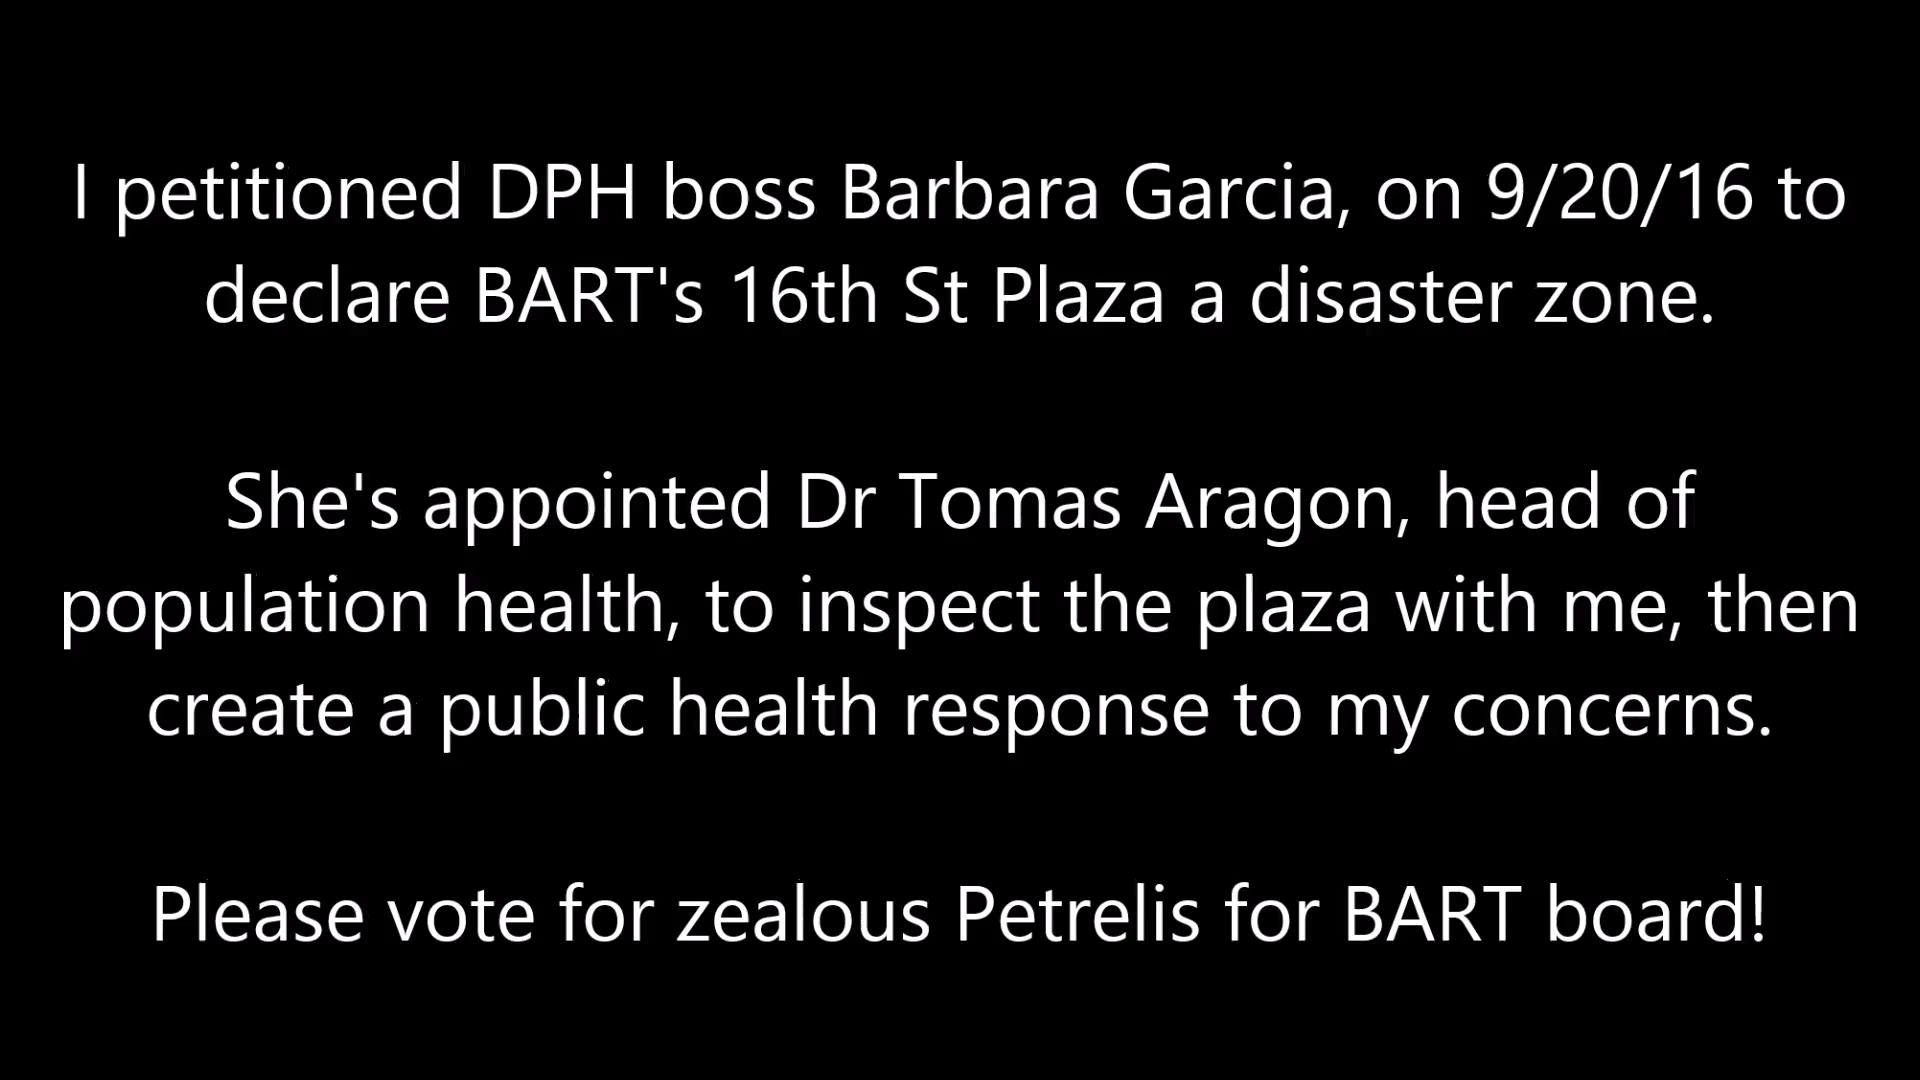 I petitioned DPH boss Barbara Garcia, on 9/20/16 to
declare BART's 16th St Plaza a disaster zone.
She's appointed Dr Tomas Aragon, head of
population health, to inspect the plaza with me, then
create a public health response to my concerns.
Please vote for zealous Petrelis for BART board!